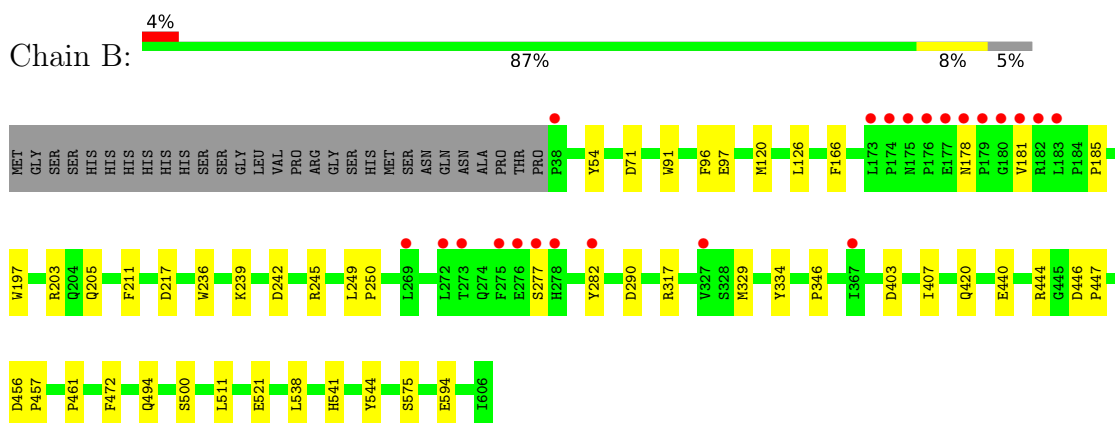 4%
Chain B:
87% 8% 5%
MET GLY SER SER HIS HIS HIS HIS HIS HIS SER SER GLY LEU VAL PRO ARG GLY SER HIS MET SER ASN GLN ASN ALA PRO THR PRO P38 Y54 D71 W91 F96 E97 M120 L126 F166 L173 P174 N175 P176 E177 N178 P179 G180 V181 R182 L183 P184 P185
W197 R203 Q204 Q205 F211 D217 W236 K239 D242 R245 L249 P250 L269 L272 T273 Q274 F275 E276 S277 H278 Y282 D290 R317 V327 S328 M329 Y334 P346 I367 D403 I407 Q420 E440 R444 G445 D446 P447
D456 P457 P461 F472 Q494 S500 L511 E521 L538 H541 Y544 S575 E594 I606